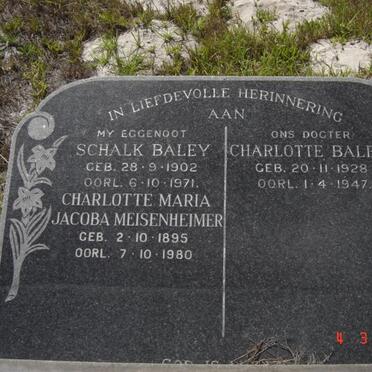 IN LIEFDEVOLLE HERINNERING
AAN
MY EGGENOOT
SCHALK BALEY
GEB. 28·9·1902
OORL. 6·10·1971.
CHARLOTTE MARIA
JACOBA MEISENHEIMER
GEB. 2·10·1895
OORL. 7·10·1980
ONS DOGTER
CHARLOTTE BALE
GEB. 20·11·1928
OORL. 1·4·1947.
GOD IS
4 3